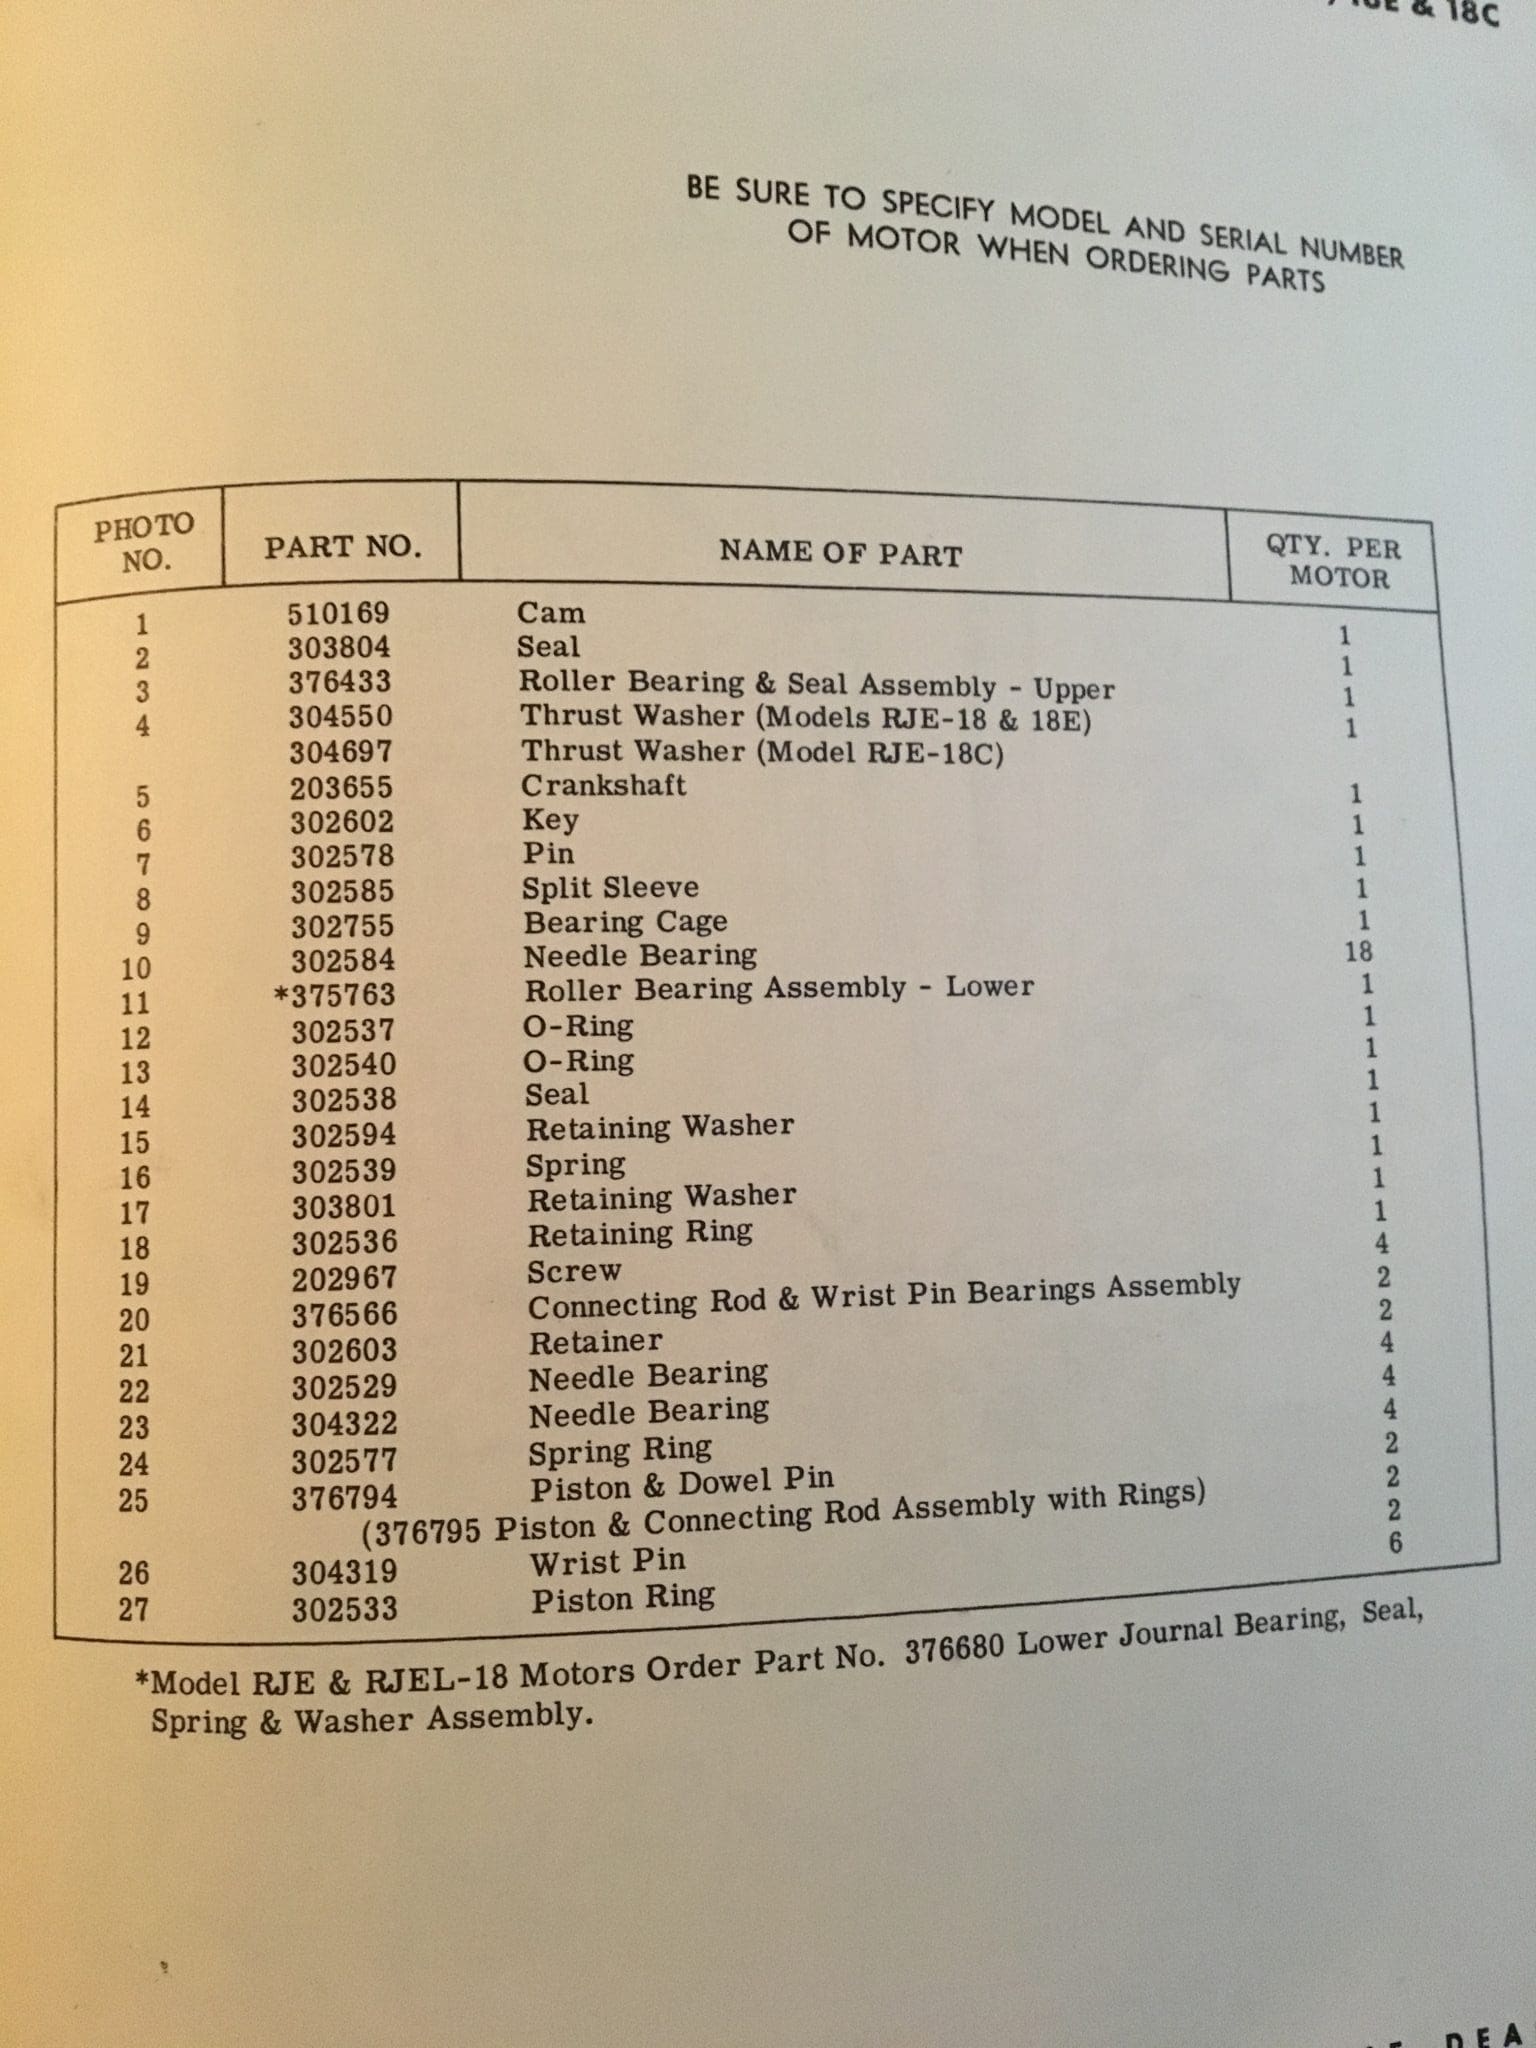 & 18C
BE SURE TO SPECIFY MODEL AND SERIAL NUMBER
OF MOTOR WHEN ORDERING PARTS
PHOTO NO. PART NO. NAME OF PART QTY. PER MOTOR
1 510169 Cam 1
2 303804 Seal 1
3 376433 Roller Bearing & Seal Assembly - Upper 1
4 304550 Thrust Washer (Models RJE-18 & 18E) 1
304697 Thrust Washer (Model RJE-18C)
5 203655 Crankshaft 1
6 302602 Key 1
7 302578 Pin 1
8 302585 Split Sleeve 1
9 302755 Bearing Cage 1
10 302584 Needle Bearing 18
11 *375763 Roller Bearing Assembly - Lower 1
12 302537 O-Ring 1
13 302540 O-Ring 1
14 302538 Seal 1
15 302594 Retaining Washer 1
16 302539 Spring 1
17 303801 Retaining Washer 1
18 302536 Retaining Ring 1
19 202967 Screw 4
20 376566 Connecting Rod & Wrist Pin Bearings Assembly 2
21 302603 Retainer 2
22 302529 Needle Bearing 4
23 304322 Needle Bearing 4
24 302577 Spring Ring 4
25 376794 Piston & Dowel Pin 2
(376795 Piston & Connecting Rod Assembly with Rings) 2
26 304319 Wrist Pin 2
27 302533 Piston Ring 6
*Model RJE & RJEL-18 Motors Order Part No. 376680 Lower Journal Bearing, Seal,
Spring & Washer Assembly.
DEA